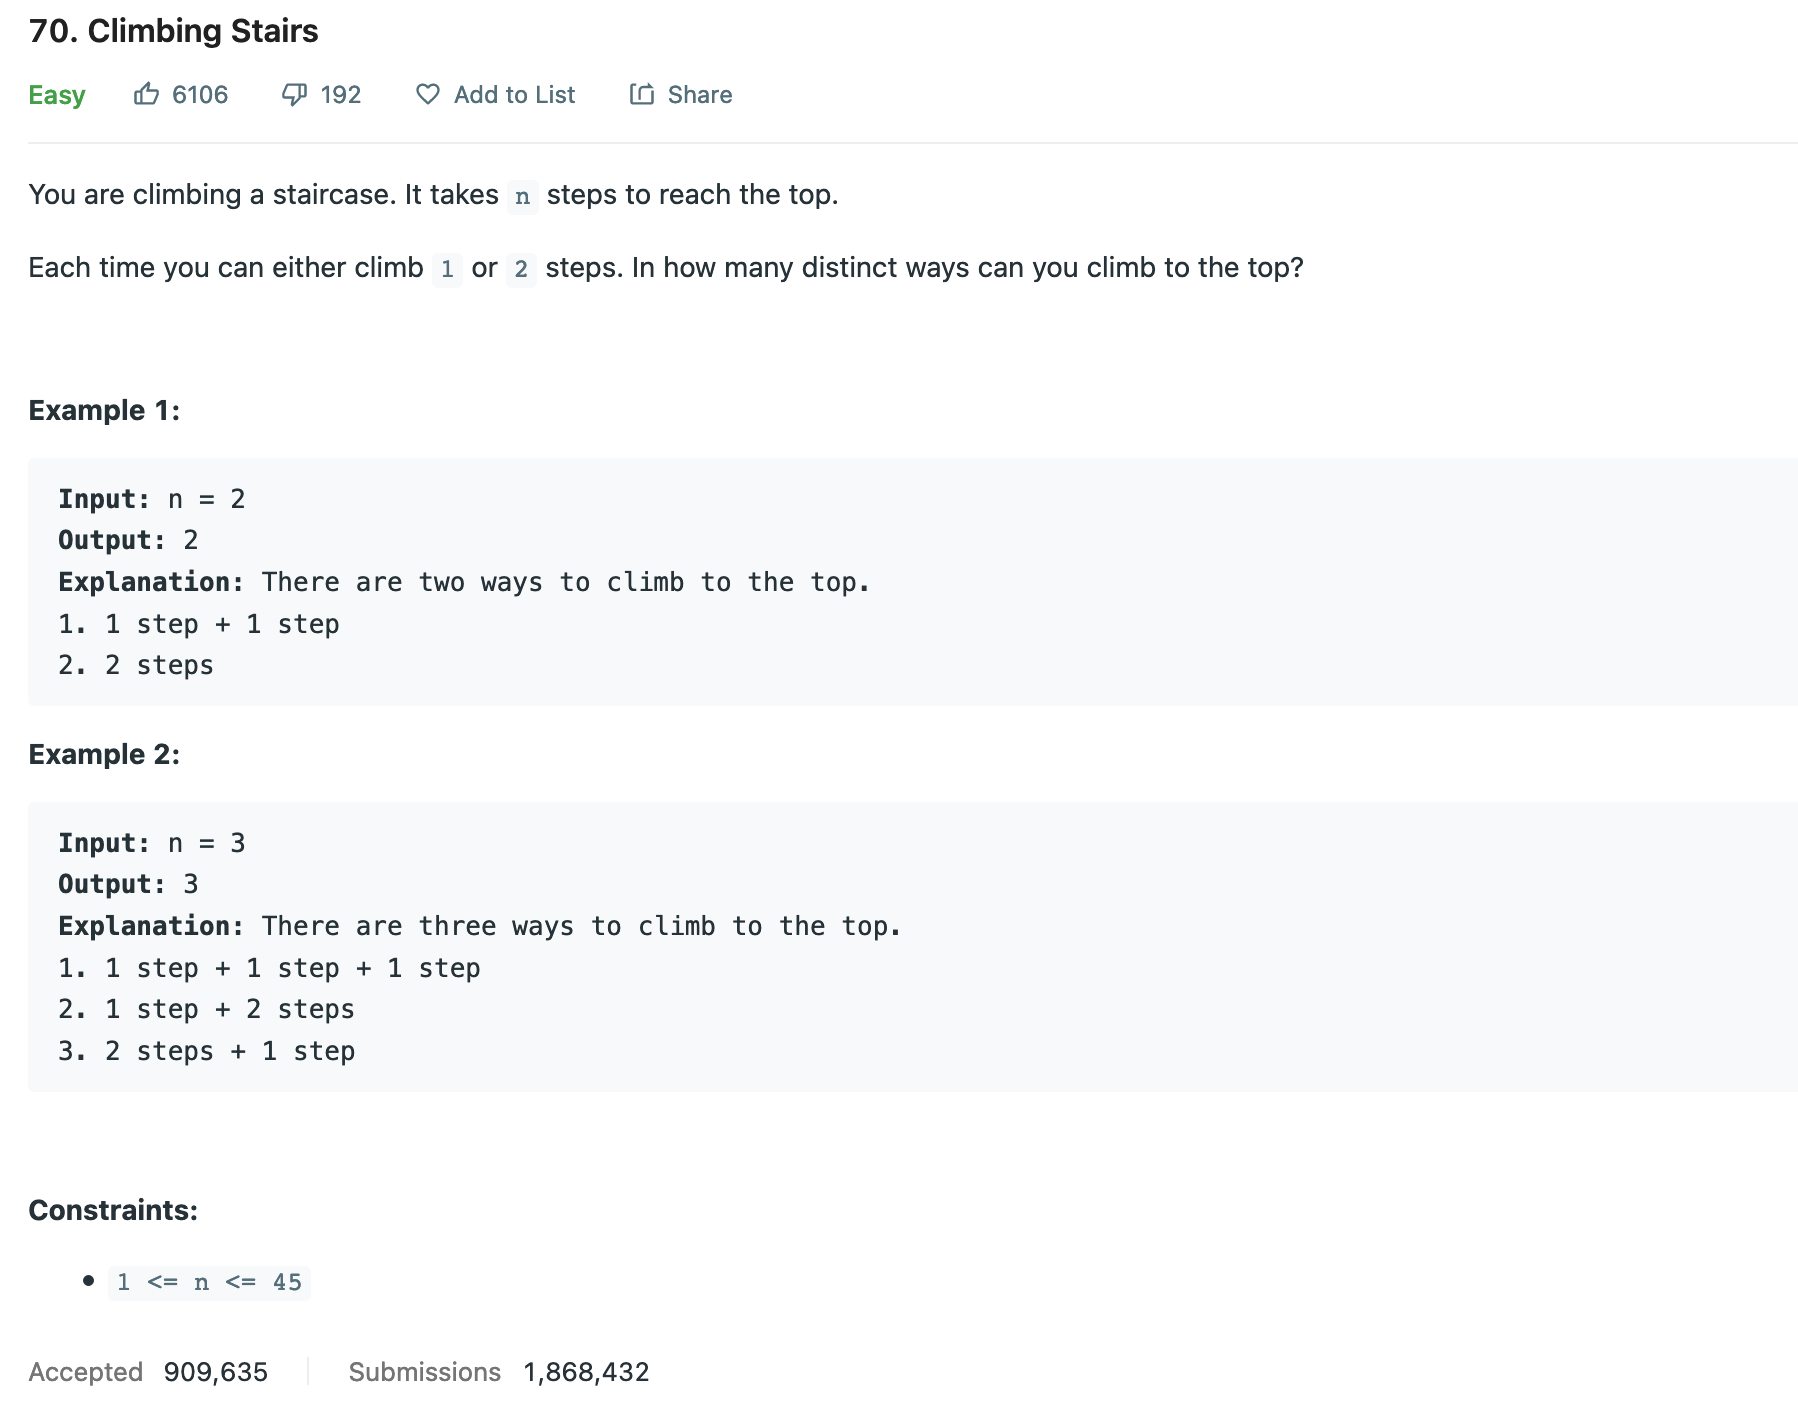 70. Climbing Stairs
Easy 6106 192 Add to List Share
You are climbing a staircase. It takes n steps to reach the top.
Each time you can either climb 1 or 2 steps. In how many distinct ways can you climb to the top?
Example 1:
Input: n = 2
Output: 2
Explanation: There are two ways to climb to the top.
1. 1 step + 1 step
2. 2 steps
Example 2:
Input: n = 3
Output: 3
Explanation: There are three ways to climb to the top.
1. 1 step + 1 step + 1 step
2. 1 step + 2 steps
3. 2 steps + 1 step
Constraints:
• 1 <= n <= 45
Accepted 909,635 Submissions 1,868,432